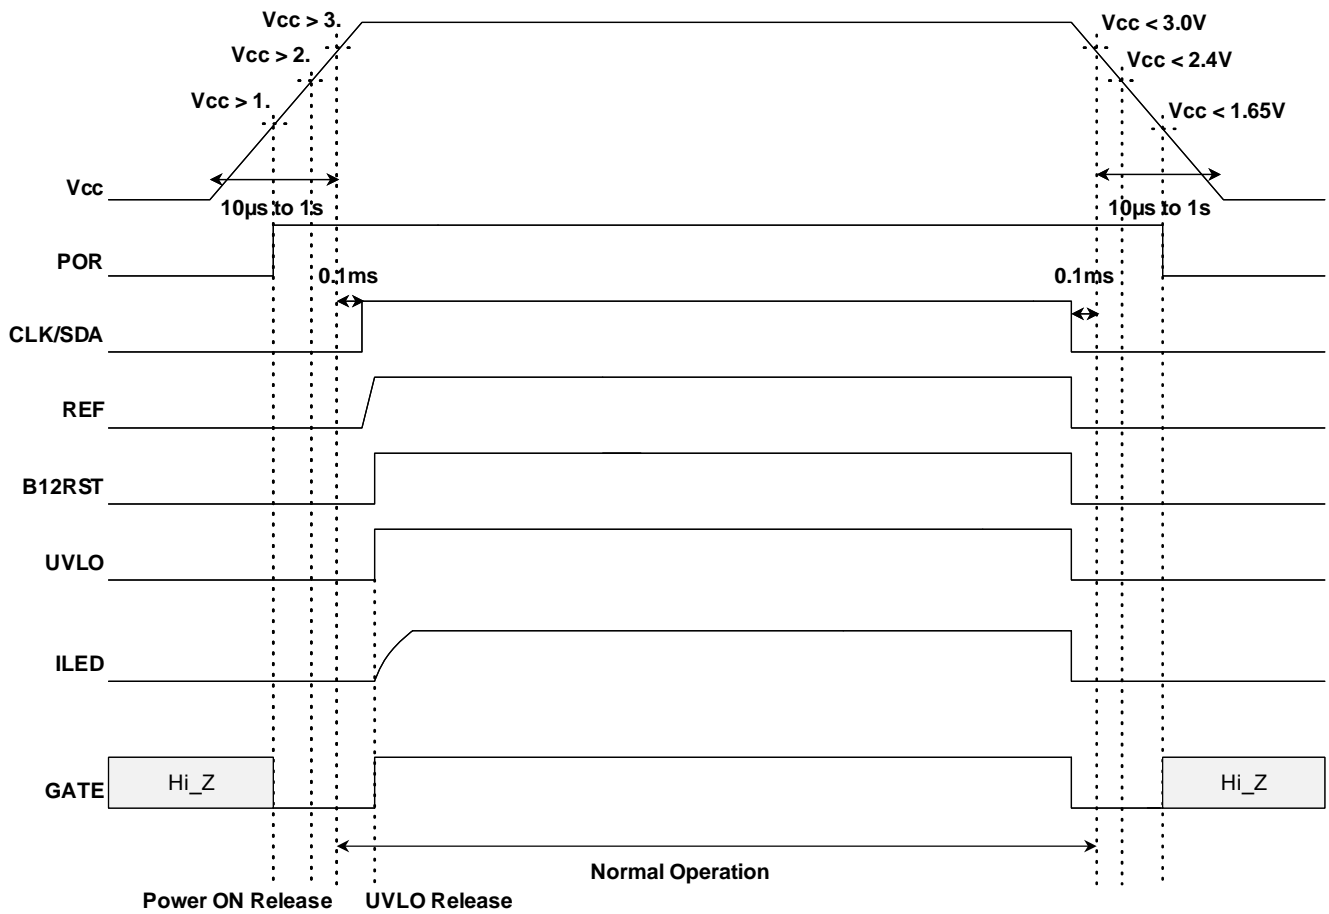 Vcc > 3.
Vcc < 3.0V
Vcc > 2.
Vcc < 2.4V
Vcc > 1.
Vcc < 1.65V
Vcc
10µs to 1s
10µs to 1s
POR
0.1ms
0.1ms
CLK/SDA
REF
B12RST
UVLO
ILED
GATE
Hi_Z
Hi_Z
Normal Operation
Power ON Release
UVLO Release